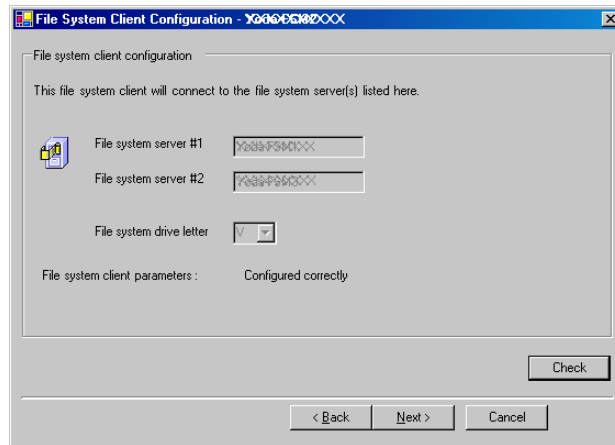 File System Client Configuration -
File system client configuration
This file system client will connect to the file system server(s) listed here.
File system server #1
File system server #2
File system drive letter V
File system client parameters : Configured correctly
Check
< Back Next > Cancel